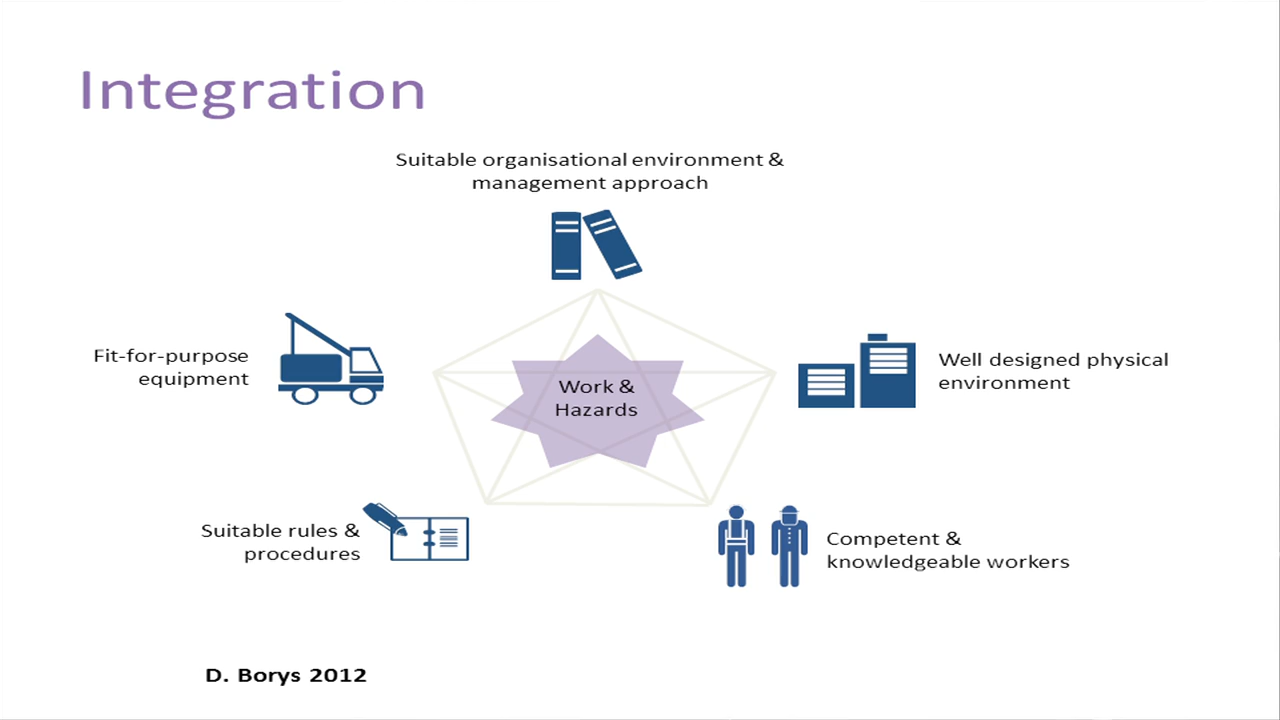 Integration
Suitable organisational environment &
management approach
Fit-for-purpose
equipment
Well designed physical
environment
Work &
Hazards
Suitable rules &
procedures
Competent &
knowledgeable workers
D. Borys 2012